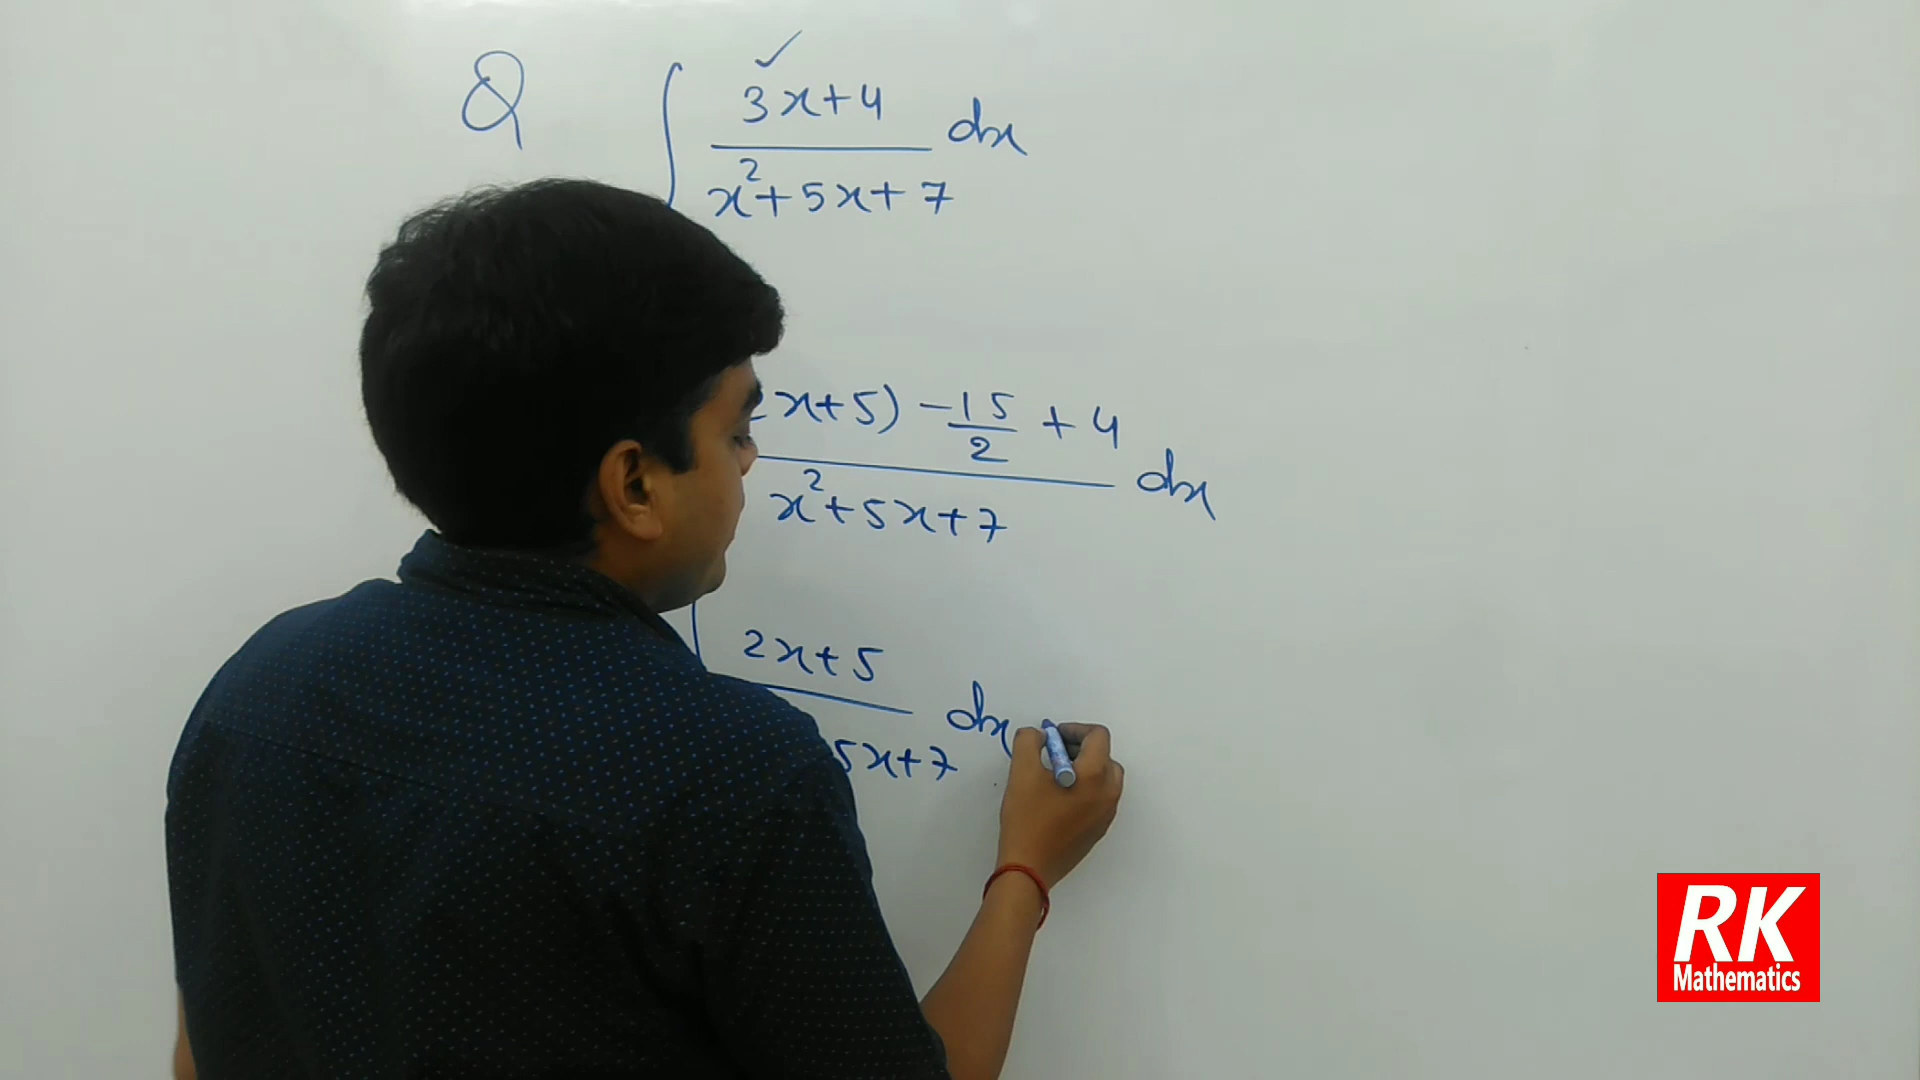 Q ∫ 3x+4 dx
x²+5x+7
x+5) - 15/2 + 4 dx
x²+5x+7
2x+5 dx
5x+7
RK
Mathematics